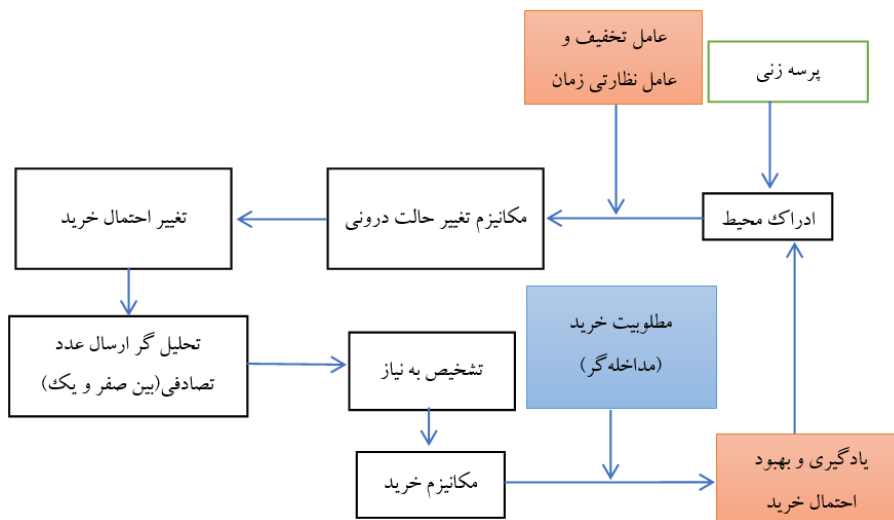 عامل تخفیف و
عامل نظارتی زمان
پرسه زنی
ادراک محیط
مکانیزم تغییر حالت درونی
تغییر احتمال خرید
تحلیل گر ارسال عدد
تصادفی(بین صفر و یک)
تشخیص به نیاز
مکانیزم خرید
مطلوبیت خرید
(مداخله‌گر)
یادگیری و بهبود
احتمال خرید